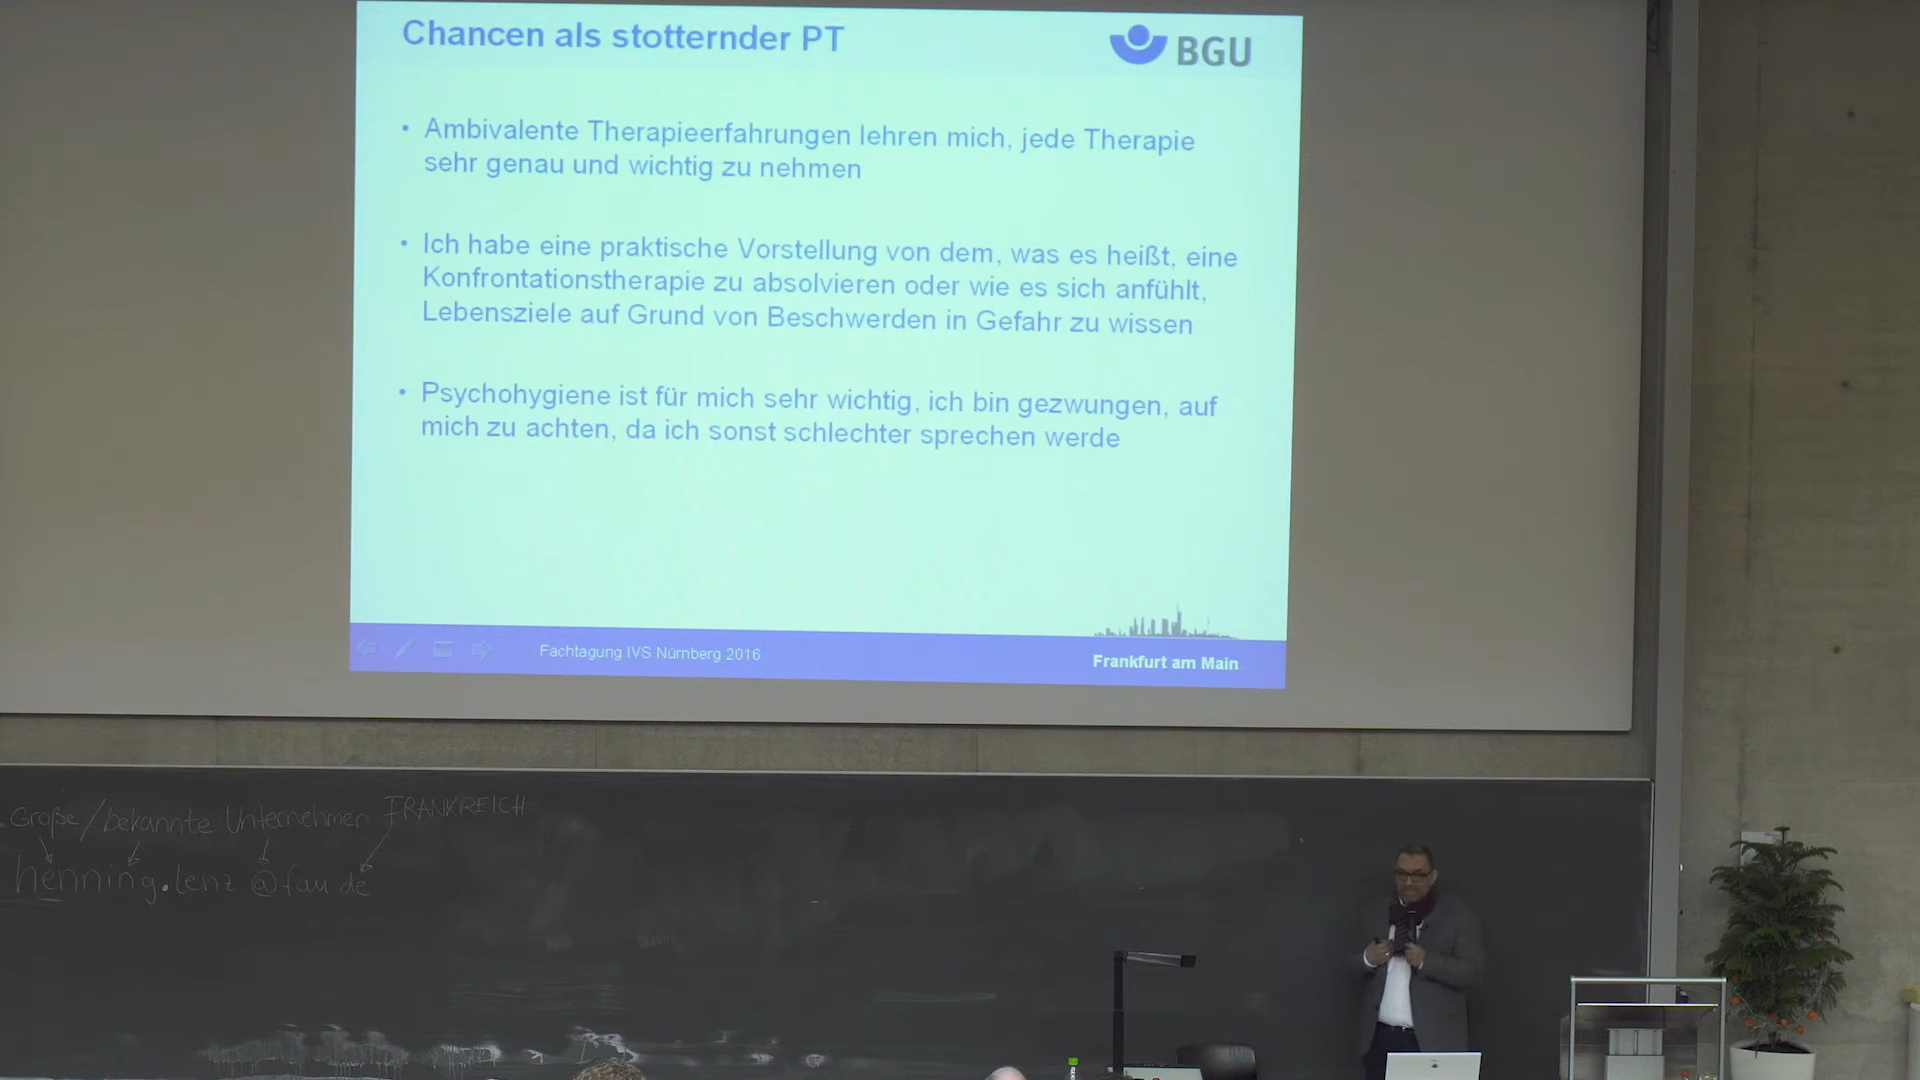 Chancen als stotternder PT
BGU
• Ambivalente Therapieerfahrungen lehren mich, jede Therapie
sehr genau und wichtig zu nehmen
• Ich habe eine praktische Vorstellung von dem, was es heißt, eine
Konfrontationstherapie zu absolvieren oder wie es sich anfühlt,
Lebensziele auf Grund von Beschwerden in Gefahr zu wissen
• Psychohygiene ist für mich sehr wichtig, ich bin gezwungen, auf
mich zu achten, da ich sonst schlechter sprechen werde
Fachtagung IVS Nürnberg 2016
Frankfurt am Main
Große/bekannte Unternehmen FRANKREICH
henning.lenz @fau de